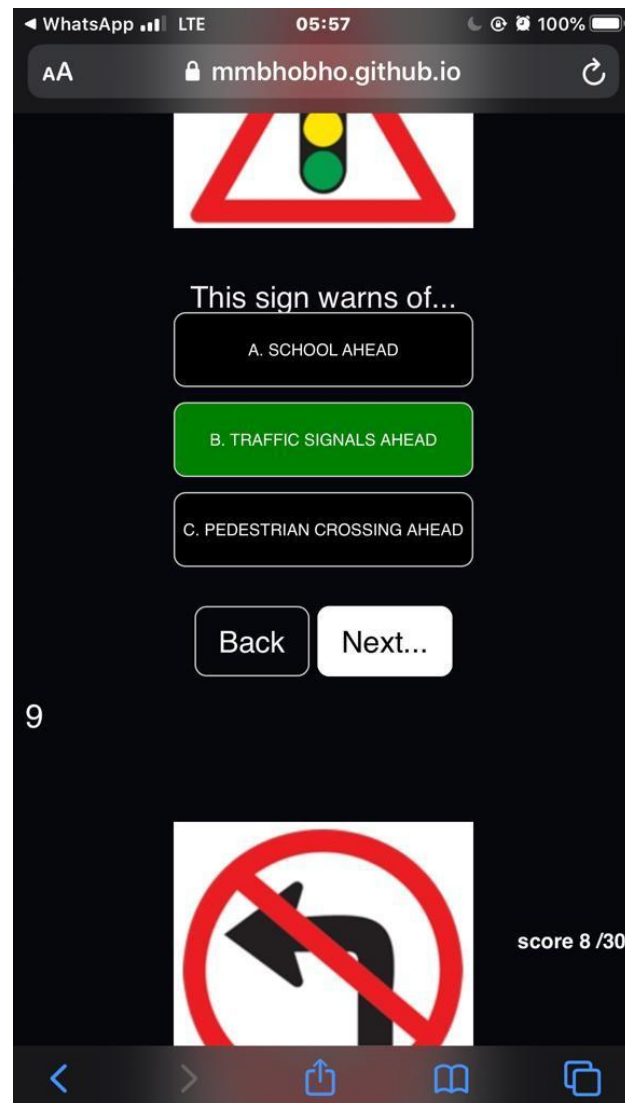 WhatsApp LTE 05:57 100%
AA mmbhobho.github.io
This sign warns of...
A. SCHOOL AHEAD
B. TRAFFIC SIGNALS AHEAD
C. PEDESTRIAN CROSSING AHEAD
Back Next...
9
score 8 /30